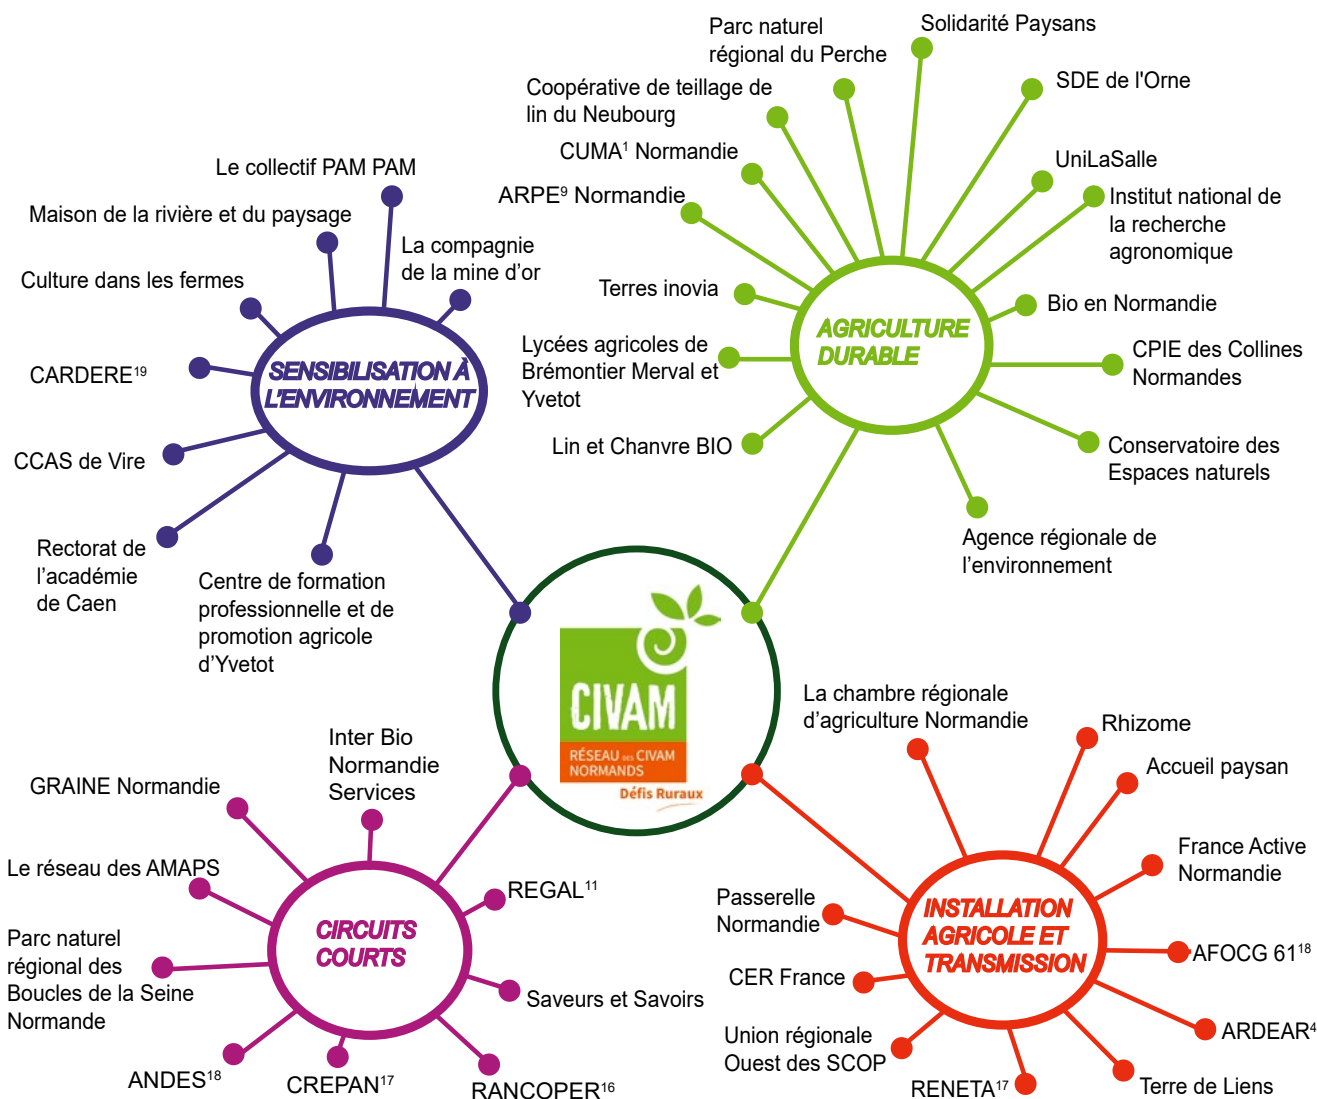 Parc naturel
régional du Perche
Solidarité Paysans
SDE de l'Orne
Coopérative de teillage de
lin du Neubourg
CUMA¹ Normandie
ARPE⁹ Normandie
UniLaSalle
Institut national de
la recherche
agronomique
Terres inovia
Bio en Normandie
Lycées agricoles de
Brémontier Merval et
Yvetot
CPIE des Collines
Normandes
Lin et Chanvre BIO
Conservatoire des
Espaces naturels
Agence régionale de
l’environnement
AGRICULTURE
DURABLE
Le collectif PAM PAM
Maison de la rivière et du paysage
La compagnie
de la mine d’or
Culture dans les fermes
CARDERE¹⁹
SENSIBILISATION À
L'ENVIRONNEMENT
CCAS de Vire
Rectorat de
l’académie
de Caen
Centre de formation
professionnelle et de
promotion agricole
d’Yvetot
CIVAM
RÉSEAU DES CIVAM
NORMANDS
Défis Ruraux
Inter Bio
Normandie
Services
GRAINE Normandie
Le réseau des AMAPS
REGAL¹¹
CIRCUITS
COURTS
Parc naturel
régional des
Boucles de la Seine
Normande
Saveurs et Savoirs
ANDES¹⁸
CREPAN¹⁷
RANCOPER¹⁶
La chambre régionale
d’agriculture Normandie
Rhizome
Accueil paysan
France Active
Normandie
Passerelle
Normandie
INSTALLATION
AGRICOLE ET
TRANSMISSION
AFOCG 61¹⁸
CER France
ARDEAR⁴
Union régionale
Ouest des SCOP
RENETA¹⁷
Terre de Liens